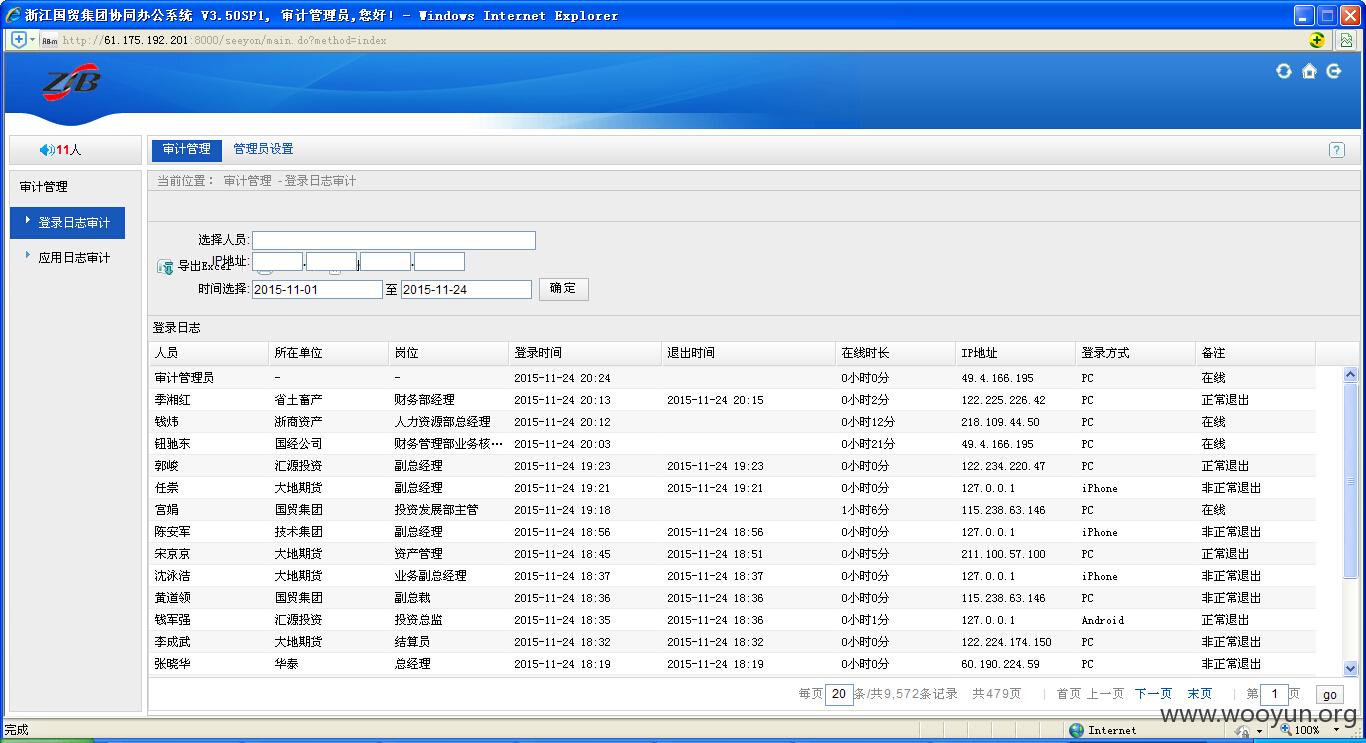 浙江国贸集团协同办公系统 V3.50SP1, 审计管理员,您好! - Windows Internet Explorer
http://61.175.192.201:8000/seeyon/main.do?method=index
ZIB
11人
审计管理 管理员设置
审计管理
当前位置： 审计管理 - 登录日志审计
登录日志审计
应用日志审计
选择人员:
导出Excel
IP地址:
时间选择: 2015-11-01 至 2015-11-24 确定
登录日志
人员 所在单位 岗位 登录时间 退出时间 在线时长 IP地址 登录方式 备注
审计管理员 - - 2015-11-24 20:24 0小时0分 49.4.166.195 PC 在线
季湘红 省土畜产 财务部经理 2015-11-24 20:13 2015-11-24 20:15 0小时2分 122.225.226.42 PC 正常退出
钱炜 浙商资产 人力资源部总经理 2015-11-24 20:12 0小时12分 218.109.44.50 PC 在线
钮驰东 国经公司 财务管理部业务核… 2015-11-24 20:03 0小时21分 49.4.166.195 PC 在线
郭峻 汇源投资 副总经理 2015-11-24 19:23 2015-11-24 19:23 0小时0分 122.234.220.47 PC 正常退出
任崇 大地期货 副总经理 2015-11-24 19:21 2015-11-24 19:21 0小时0分 127.0.0.1 iPhone 非正常退出
宫娟 国贸集团 投资发展部主管 2015-11-24 19:18 1小时6分 115.238.63.146 PC 在线
陈安军 技术集团 副总经理 2015-11-24 18:56 2015-11-24 18:56 0小时0分 127.0.0.1 iPhone 非正常退出
宋京京 大地期货 资产管理 2015-11-24 18:45 2015-11-24 18:51 0小时5分 211.100.57.100 PC 正常退出
沈泳浩 大地期货 业务副总经理 2015-11-24 18:37 2015-11-24 18:37 0小时0分 127.0.0.1 iPhone 非正常退出
黄道领 国贸集团 副总裁 2015-11-24 18:36 2015-11-24 18:36 0小时0分 115.238.63.146 PC 非正常退出
钱军强 汇源投资 投资总监 2015-11-24 18:35 2015-11-24 18:36 0小时1分 127.0.0.1 Android 正常退出
李成武 大地期货 结算员 2015-11-24 18:32 2015-11-24 18:32 0小时0分 122.224.174.150 PC 非正常退出
张晓华 华泰 总经理 2015-11-24 18:19 2015-11-24 18:19 0小时0分 60.190.224.59 PC 非正常退出
每页 20 条/共9,572条记录 共479页 | 首页 上一页 下一页 末页 | 第 1 页 go
www.wooyun.org
完成 Internet 100%